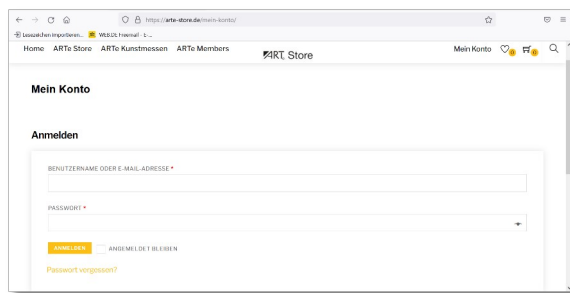 https://arte-store.de/mein-konto/
Lesezeichen importieren... WEB.DE Freemail - E-...
Home ARTe Store ARTe Kunstmessen ARTe Members ART Store Mein Konto 0 0
Mein Konto
Anmelden
BENUTZERNAME ODER E-MAIL-ADRESSE *
PASSWORT *
ANMELDEN ANGEMELDET BLEIBEN
Passwort vergessen?